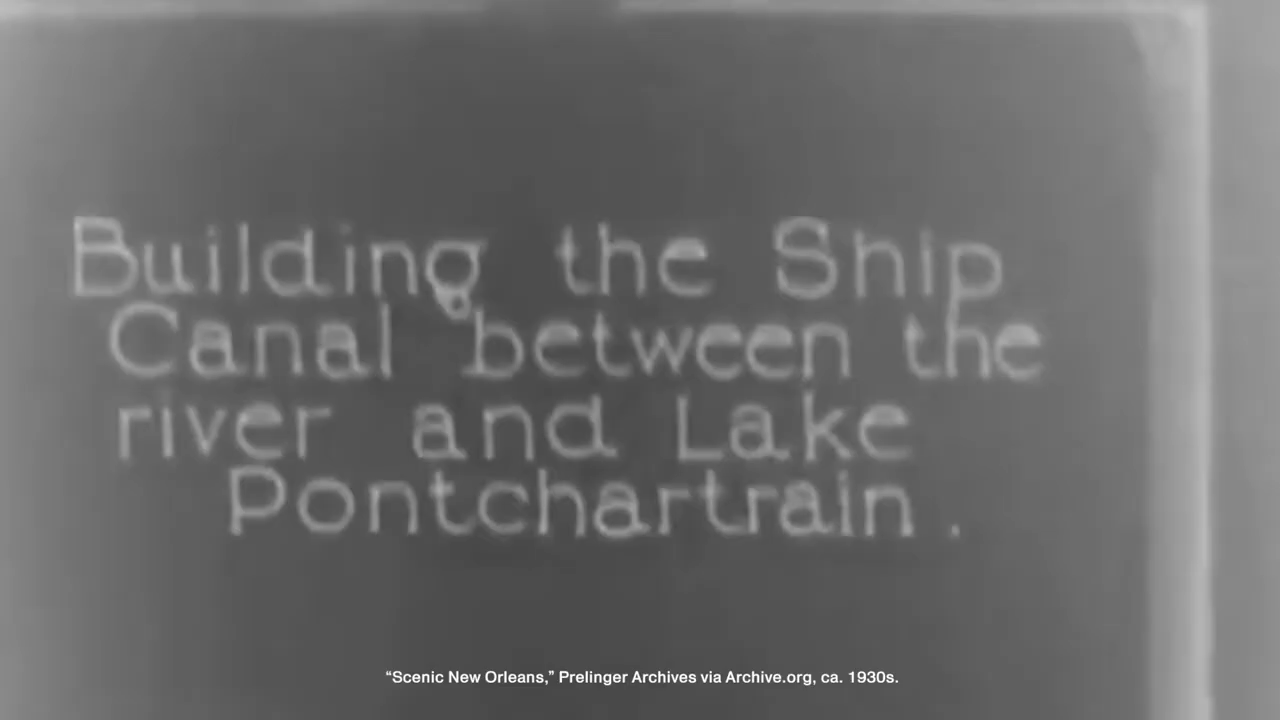 Building the Ship
Canal between the
river and Lake
Pontchartrain.
“Scenic New Orleans,” Prelinger Archives via Archive.org, ca. 1930s.